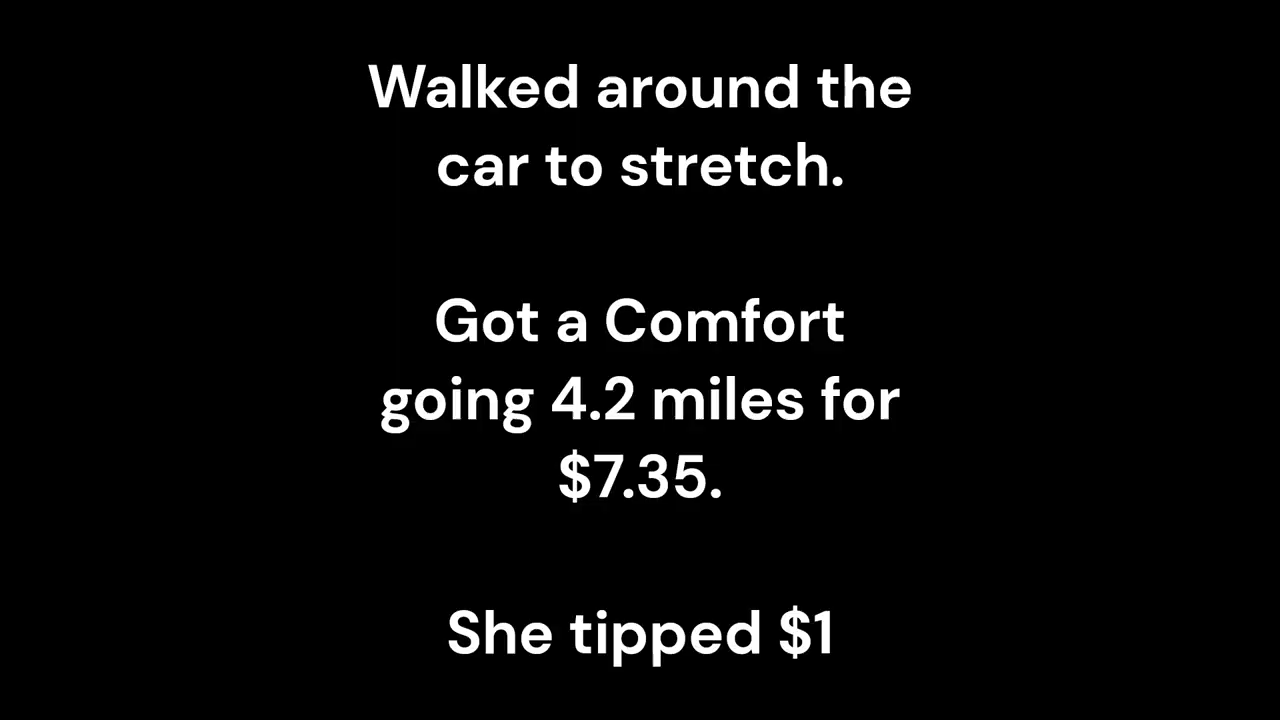 Walked around the
car to stretch.
Got a Comfort
going 4.2 miles for
$7.35.
She tipped $1